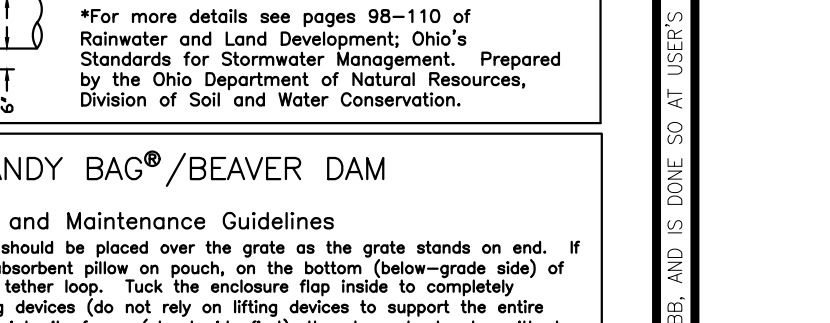 *For more details see pages 98-110 of
Rainwater and Land Development; Ohio's
Standards for Stormwater Management. Prepared
by the Ohio Department of Natural Resources,
Division of Soil and Water Conservation.
6'
ANDY BAG®/BEAVER DAM
and Maintenance Guidelines
should be placed over the grate as the grate stands on end. If
absorbent pillow on pouch, on the bottom (below-grade side) of
tether loop. Tuck the enclosure flap inside to completely
devices (do not rely on lifting devices to support the entire
BB, AND IS DONE SO AT USER'S